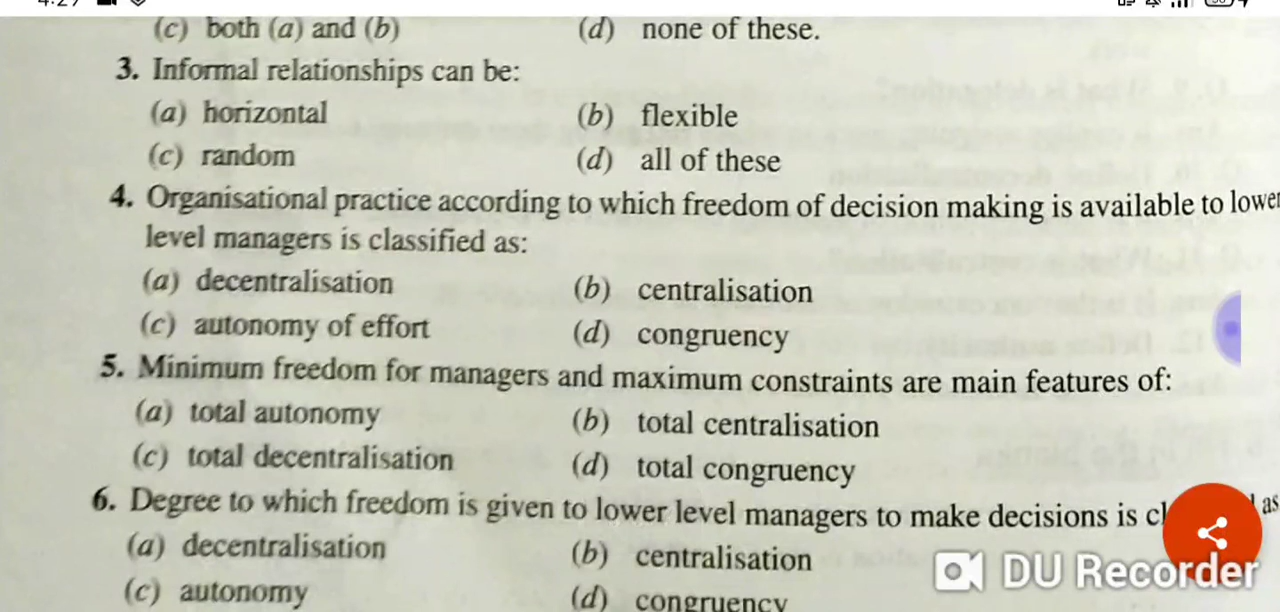 (c) both (a) and (b) (d) none of these.
3. Informal relationships can be:
(a) horizontal (b) flexible
(c) random (d) all of these
4. Organisational practice according to which freedom of decision making is available to lower
level managers is classified as:
(a) decentralisation (b) centralisation
(c) autonomy of effort (d) congruency
5. Minimum freedom for managers and maximum constraints are main features of:
(a) total autonomy (b) total centralisation
(c) total decentralisation (d) total congruency
6. Degree to which freedom is given to lower level managers to make decisions is as
(a) decentralisation (b) centralisation
(c) autonomy (d) congruency
DU Recorder